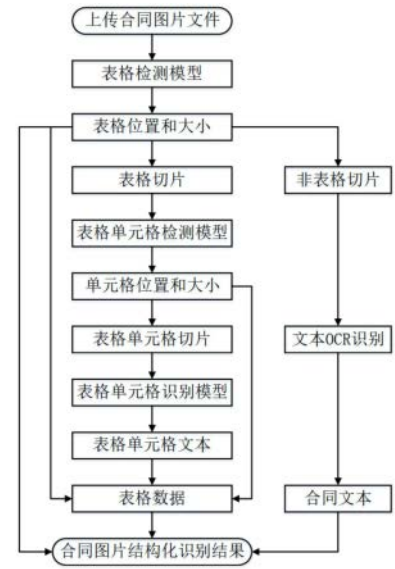 上传合同图片文件
表格检测模型
表格位置和大小
表格切片
非表格切片
表格单元格检测模型
单元格位置和大小
表格单元格切片
文本OCR识别
表格单元格识别模型
表格单元格文本
表格数据
合同文本
合同图片结构化识别结果